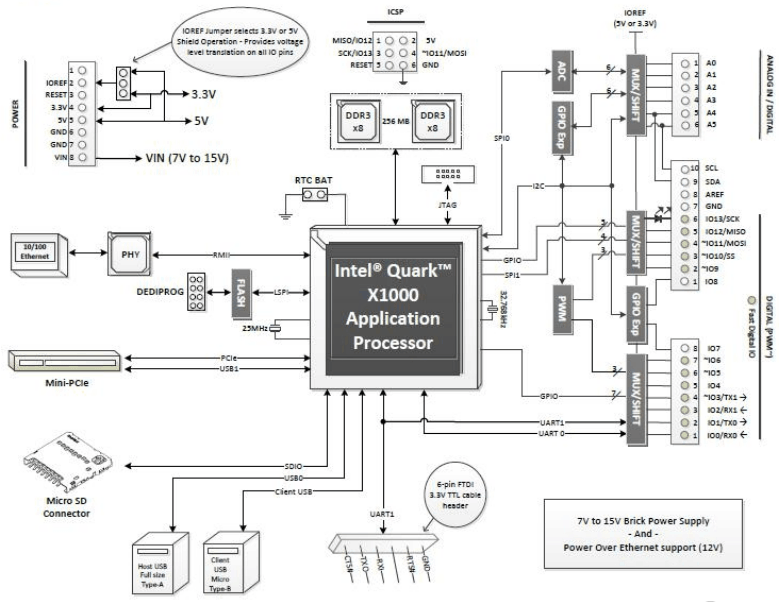 IOREF Jumper selects 3.3V or 5V
Shield Operation - Provides voltage
level translation on all IO pins
POWER
1
IOREF 2
RESET 3
3.3V 4
5V 5
GND 6
GND 7
VIN 8
3.3V
5V
VIN (7V to 15V)
ICSP
MISO/IO12 1 2 5V
SCK/IO13 3 4 ~IO11/MOSI
RESET 5 6 GND
DDR3
x8
256 MB
DDR3
x8
RTC BAT
JTAG
IOREF
(5V or 3.3V)
ADC
GPIO Exp
MUX/SHIFT
6
6
1 A0
2 A1
3 A2
4 A3
5 A4
6 A5
ANALOG IN / DIGITAL
SPI0
I2C
10 SCL
9 SDA
8 AREF
7 GND
6 IO13/SCK
5 IO12/MISO
4 ~IO11/MOSI
3 ~IO10/SS
2 ~IO9
1 IO8
MUX/SHIFT
5
4
3
GPIO
SPI1
PWM
GPIO Exp
DIGITAL (PWM~)
Fast Digital IO
8 IO7
7 ~IO6
6 ~IO5
5 IO4
4 ~IO3/TX1 →
3 IO2/RX1 ←
2 IO1/TX0 →
1 IO0/RX0 ←
MUX/SHIFT
3
7
GPIO
UART1
UART 0
10/100
Ethernet
PHY
RMII
DEDIPROG
FLASH
LSPI
25MHz
32.768kHz
Intel® Quark™
X1000
Application
Processor
PCIe
USB1
Mini-PCIe
SDIO
USB0
Client USB
Micro SD
Connector
Host USB
Full size
Type-A
Client
USB
Micro
Type-B
UART1
6-pin FTDI
3.3V TTL cable
header
CTSN
TXO
RXI
RTSN
GND
7V to 15V Brick Power Supply
- And -
Power Over Ethernet support (12V)